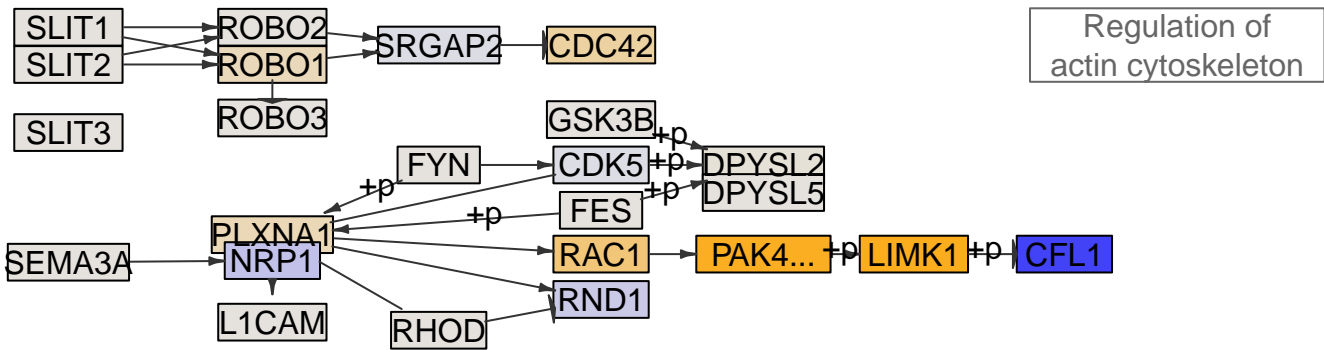 SLIT1
ROBO2
SRGAP2
CDC42
Regulation of
actin cytoskeleton
SLIT2
ROBO1
SLIT3
ROBO3
GSK3B
+p
FYN
CDK5
+p
DPYSL2
+p
FES
+p
DPYSL5
PLXNA1
+p
SEMA3A
NRP1
RAC1
PAK4...
+p
LIMK1
+p
CFL1
RND1
L1CAM
RHOD